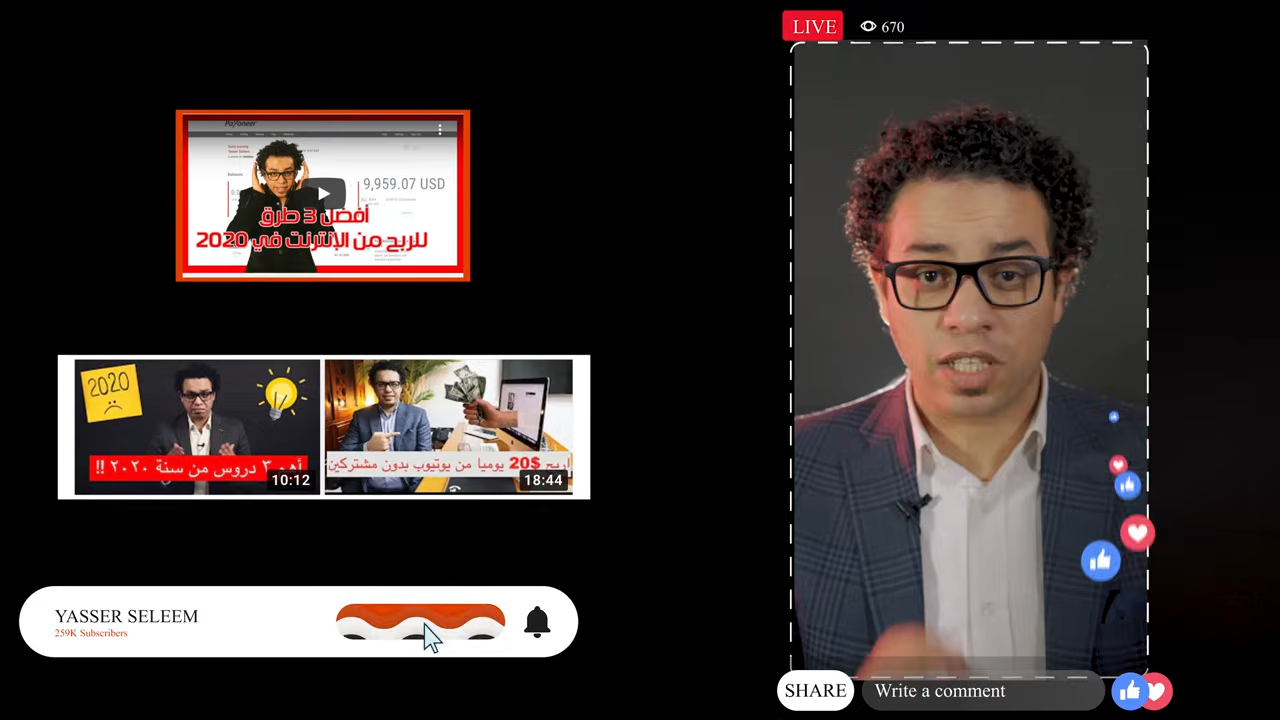 LIVE
670
Payoneer
9,959.07 USD
أفضل 3 طرق
للربح من الإنترنت في 2020
2020
أهم ٣ دروس من سنة ٢٠٢٠ !!
10:12
اربح 20$ يوميا من يوتيوب بدون مشتركين
18:44
YASSER SELEEM
259K Subscribers
SHARE
Write a comment